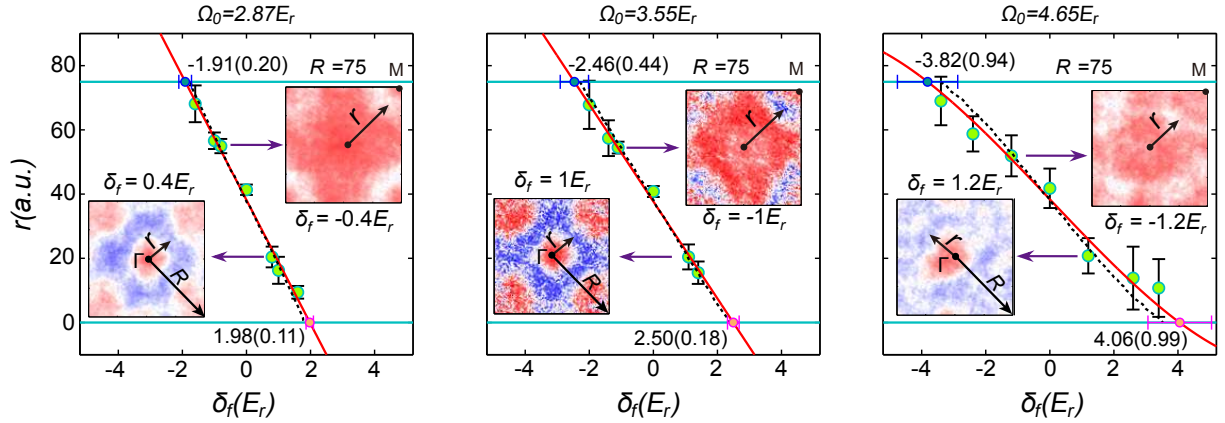 Ω₀=2.87Eᵣ
Ω₀=3.55Eᵣ
Ω₀=4.65Eᵣ
r(a.u.)
80
60
40
20
0
-1.91(0.20)
R =75
M
r
δf = 0.4Eᵣ
δf = -0.4Eᵣ
r
Γ
R
1.98(0.11)
-4 -2 0 2 4
δf(Eᵣ)
-2.46(0.44)
R =75
M
r
δf = 1Eᵣ
δf = -1Eᵣ
r
Γ
R
2.50(0.18)
-4 -2 0 2 4
δf(Eᵣ)
-3.82(0.94)
R =75
M
r
δf = 1.2Eᵣ
δf = -1.2Eᵣ
r
Γ
R
4.06(0.99)
-4 -2 0 2 4
δf(Eᵣ)